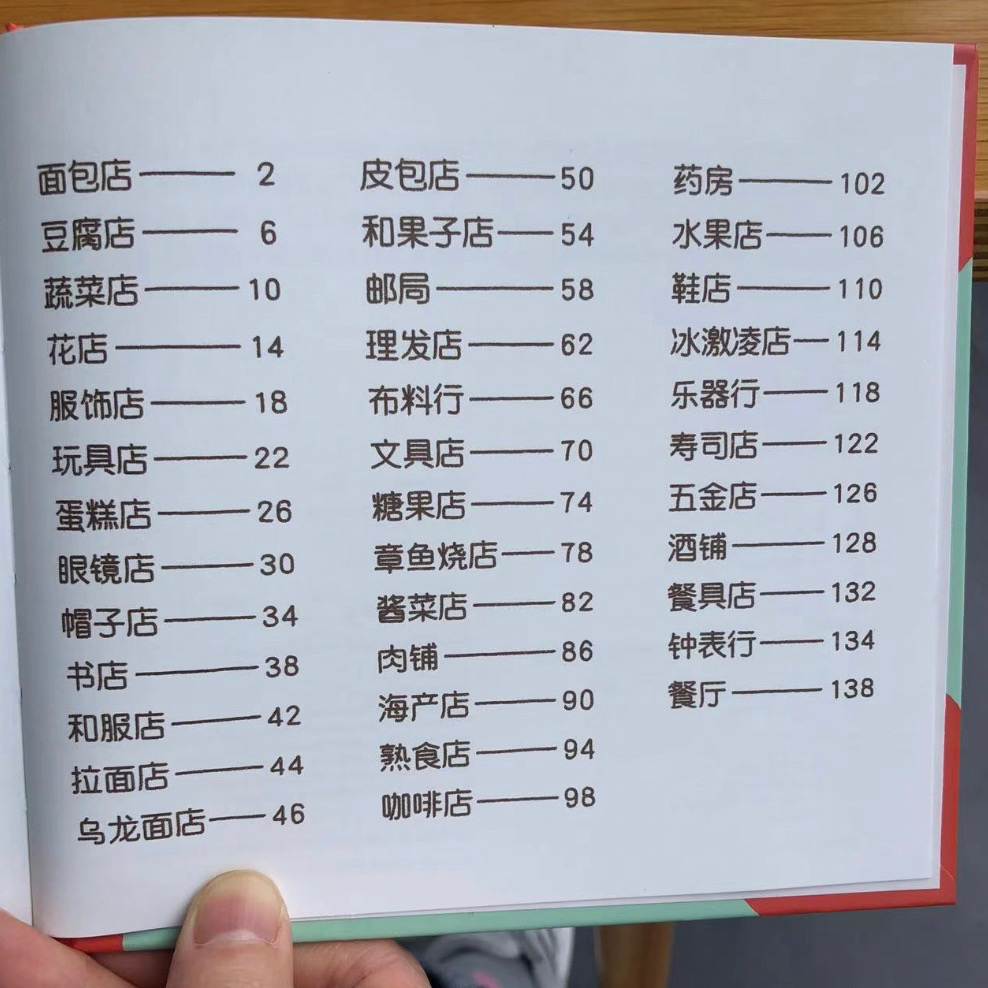 面包店 —— 2
豆腐店 —— 6
蔬菜店 —— 10
花店 —— 14
服饰店 —— 18
玩具店 —— 22
蛋糕店 —— 26
眼镜店 —— 30
帽子店 —— 34
书店 —— 38
和服店 —— 42
拉面店 —— 44
乌龙面店 —— 46
皮包店 —— 50
和果子店 —— 54
邮局 —— 58
理发店 —— 62
布料行 —— 66
文具店 —— 70
糖果店 —— 74
章鱼烧店 —— 78
酱菜店 —— 82
肉铺 —— 86
海产店 —— 90
熟食店 —— 94
咖啡店 —— 98
药房 —— 102
水果店 —— 106
鞋店 —— 110
冰激凌店 — 114
乐器行 —— 118
寿司店 —— 122
五金店 —— 126
酒铺 —— 128
餐具店 —— 132
钟表行 —— 134
餐厅 —— 138